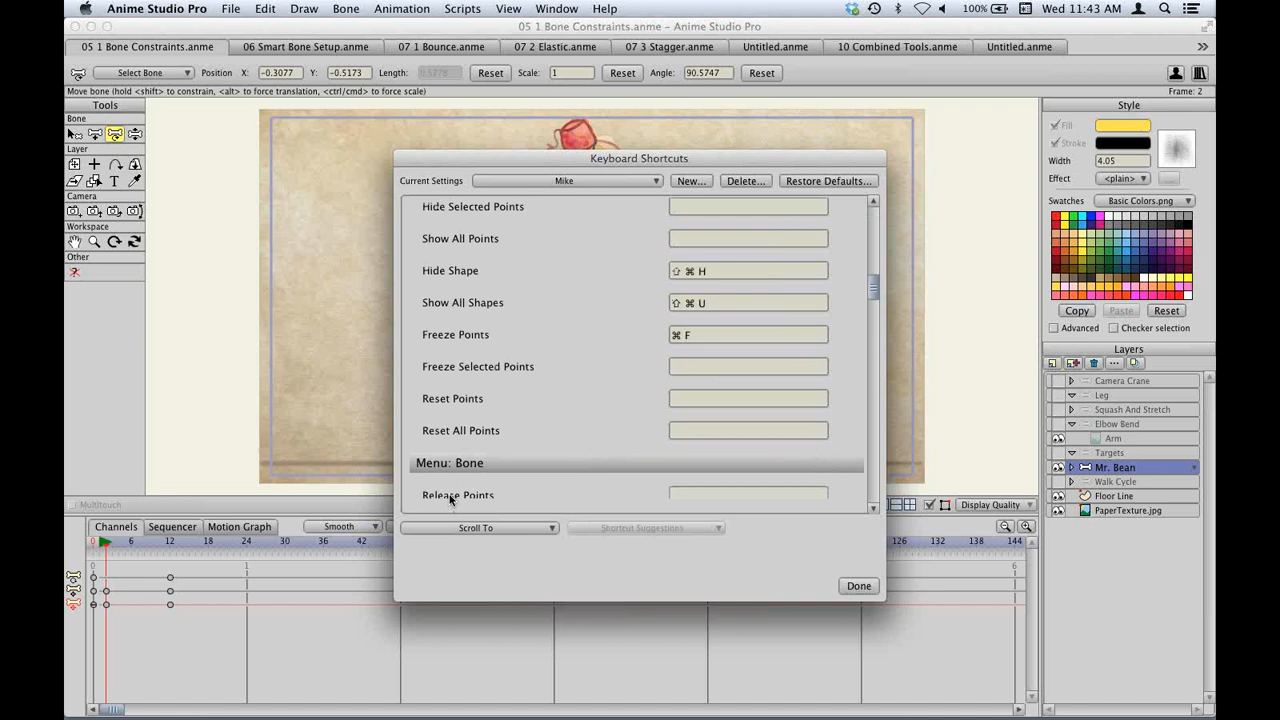 Anime Studio Pro File Edit Draw Bone Animation Scripts View Window Help 100% Wed 11:43 AM
05 1 Bone Constraints.anme - Anime Studio Pro
05 1 Bone Constraints.anme 06 Smart Bone Setup.anme 07 1 Bounce.anme 07 2 Elastic.anme 07 3 Stagger.anme Untitled.anme 10 Combined Tools.anme Untitled.anme
Select Bone Position X: -0.3077 Y: -0.5173 Length: Reset Scale: 1 Reset Angle: 90.5747 Reset
Move bone (hold <shift> to constrain, <alt> to force translation, <ctrl/cmd> to force scale) Frame: 2
Tools
Bone
Layer
Camera
Workspace
Other
Keyboard Shortcuts
Current Settings Mike New... Delete... Restore Defaults...
Hide Selected Points
Show All Points
Hide Shape ⇧ ⌘ H
Show All Shapes ⇧ ⌘ U
Freeze Points ⌘ F
Freeze Selected Points
Reset Points
Reset All Points
Menu: Bone
Release Points
Scroll To Shortcut Suggestions
Done
Style
Fill
Stroke
Width 4.05
Effect <plain>
Swatches Basic Colors.png
Copy Paste Reset
Advanced Checker selection
Layers
Camera Crane
Leg
Squash And Stretch
Elbow Bend
Arm
Targets
Mr. Bean
Walk Cycle
Floor Line
PaperTexture.jpg
Multitouch Display Quality
Channels Sequencer Motion Graph Smooth
0 6 12 18 24 30 36 42 126 132 138 144
0 1 6